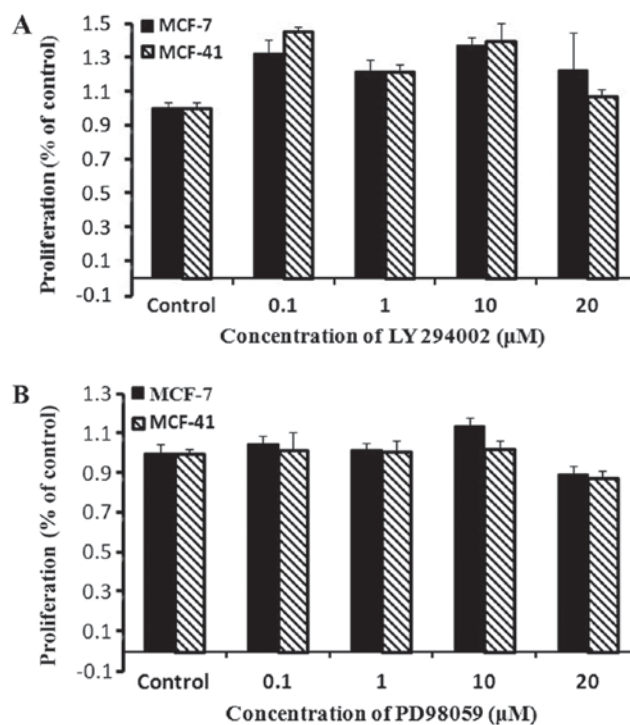 A
MCF-7
MCF-41
Proliferation (% of control)
1.5
1.3
1.1
0.9
0.7
0.5
1.3
0.1
-0.1
Control 0.1 1 10 20
Concentration of LY 294002 (µM)
B
MCF-7
MCF-41
Proliferation (% of control)
1.3
1.1
0.9
0.7
0.5
0.1
0.1
-0.1
Control 0.1 1 10 20
Concentration of PD98059 (µM)